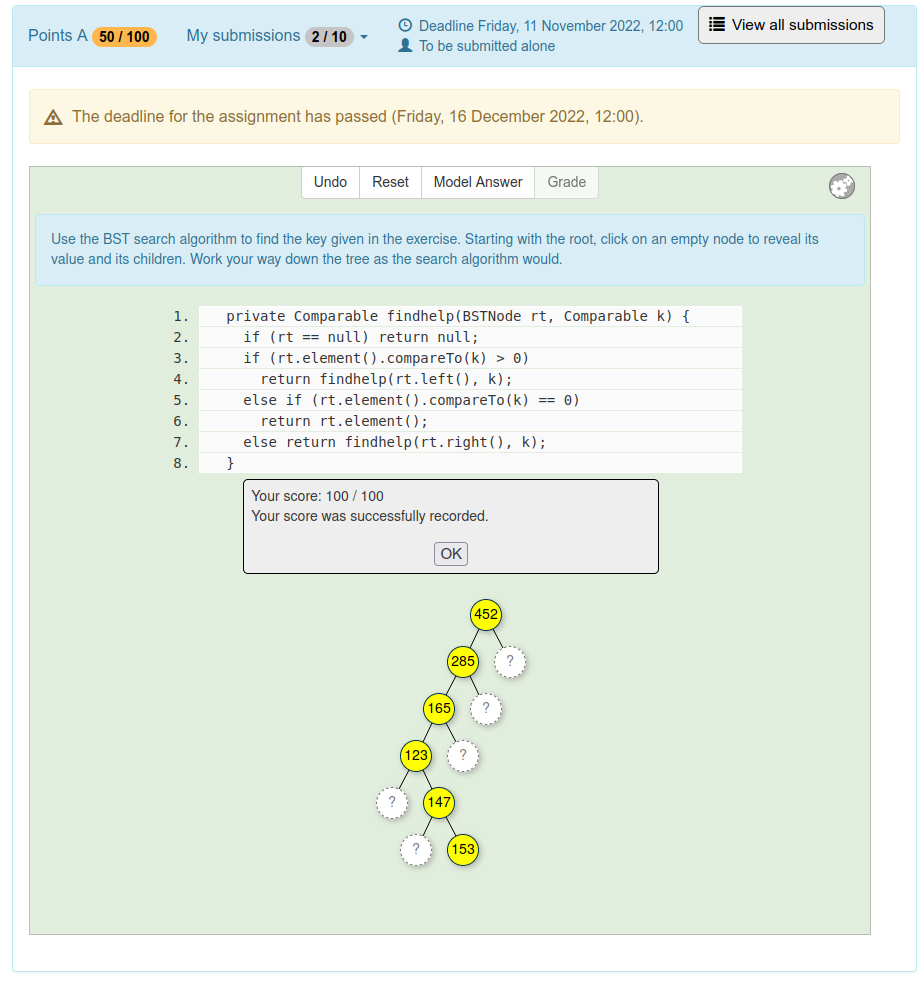 Points A 50 / 100 My submissions 2 / 10 Deadline Friday, 11 November 2022, 12:00 View all submissions
To be submitted alone
The deadline for the assignment has passed (Friday, 16 December 2022, 12:00).
Undo Reset Model Answer Grade
Use the BST search algorithm to find the key given in the exercise. Starting with the root, click on an empty node to reveal its
value and its children. Work your way down the tree as the search algorithm would.
1. private Comparable findhelp(BSTNode rt, Comparable k) {
2. if (rt == null) return null;
3. if (rt.element().compareTo(k) > 0)
4. return findhelp(rt.left(), k);
5. else if (rt.element().compareTo(k) == 0)
6. return rt.element();
7. else return findhelp(rt.right(), k);
8. }
Your score: 100 / 100
Your score was successfully recorded.
OK
452
285 ?
165 ?
123 ?
? 147
? 153